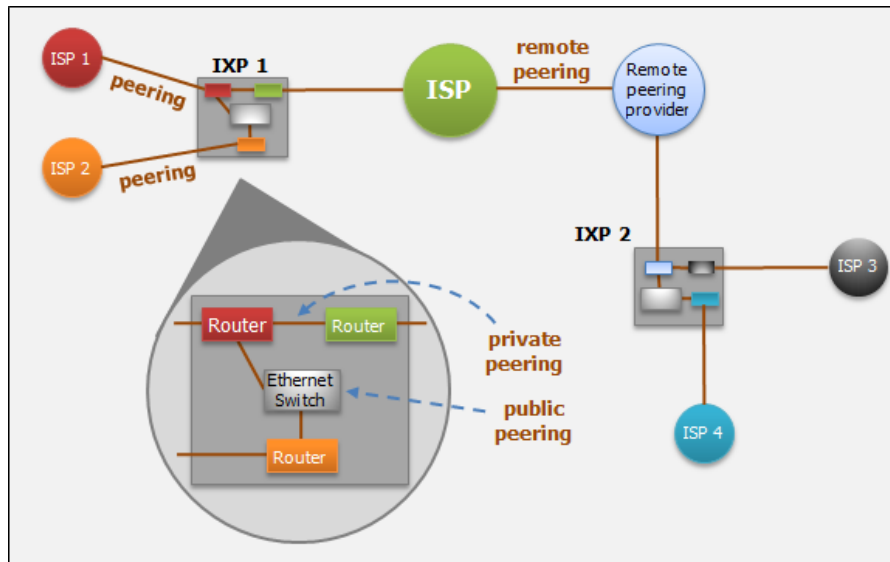 ISP 1
peering
IXP 1
ISP
remote
peering
Remote
peering
provider
ISP 2
peering
IXP 2
ISP 3
Router
Router
private
peering
Ethernet
Switch
public
peering
Router
ISP 4